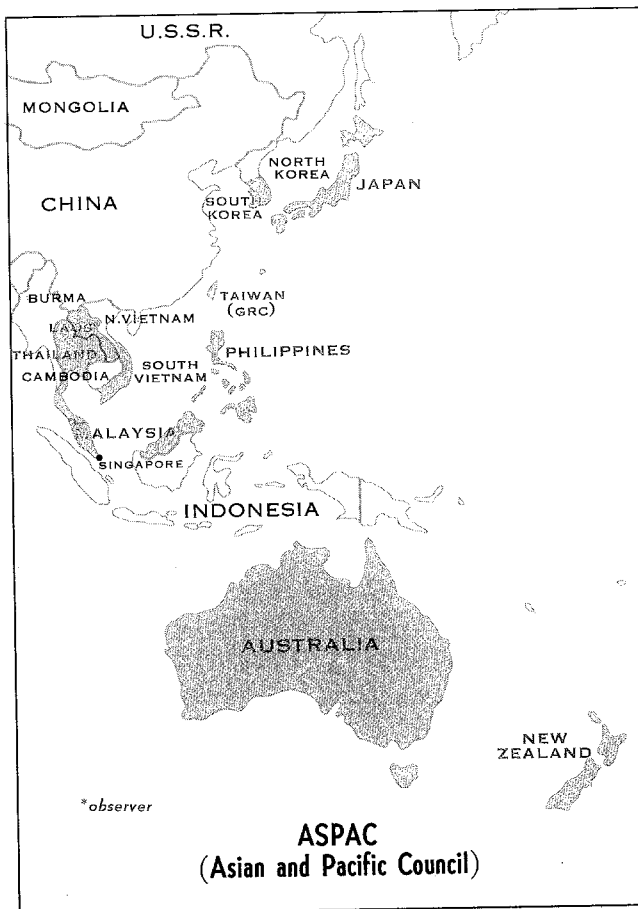 U.S.S.R.
MONGOLIA
NORTH
KOREA
JAPAN
CHINA
SOUTH
KOREA
BURMA
TAIWAN
(GRC)
LAOS
N.VIETNAM
THAILAND
SOUTH
VIETNAM
PHILIPPINES
CAMBODIA
ALAYSIA
SINGAPORE
INDONESIA
AUSTRALIA
NEW
ZEALAND
*observer
ASPAC
(Asian and Pacific Council)